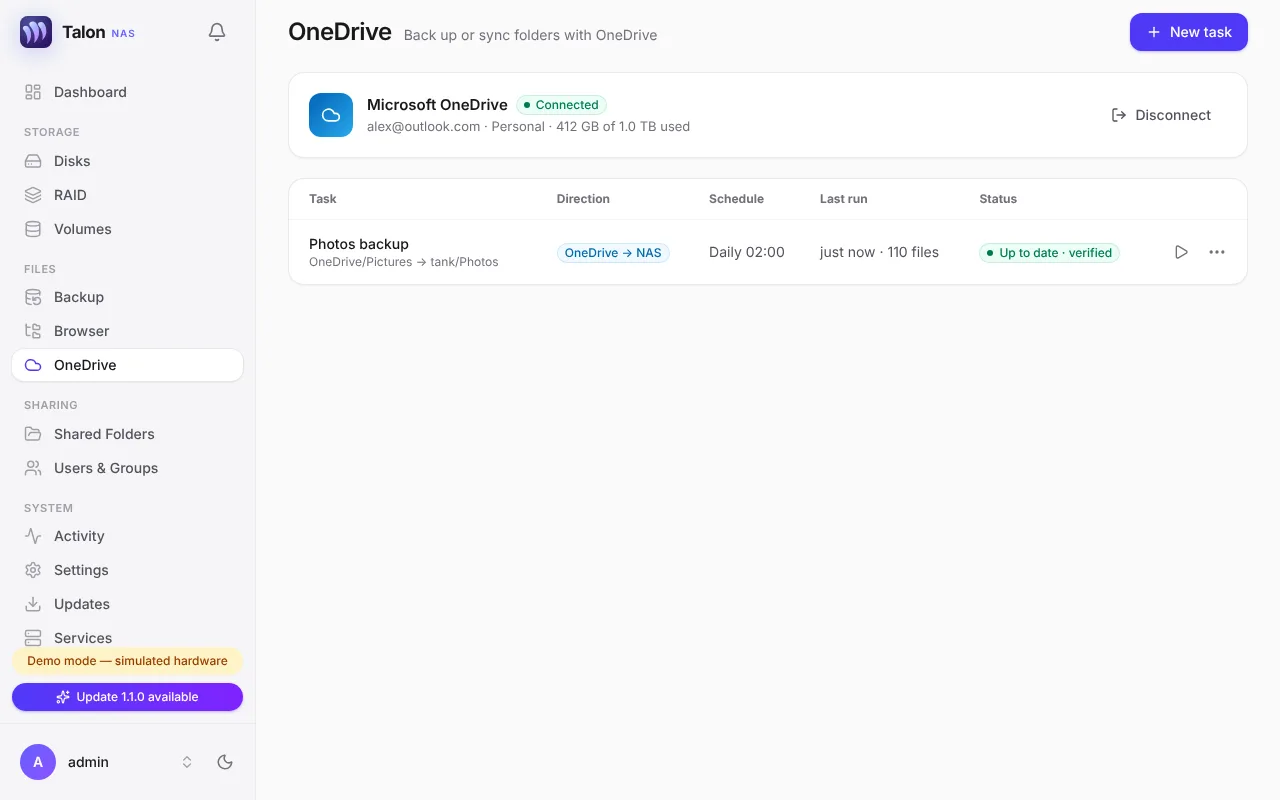 Talon NAS
Dashboard
STORAGE
Disks
RAID
Volumes
FILES
Backup
Browser
OneDrive
SHARING
Shared Folders
Users & Groups
SYSTEM
Activity
Settings
Updates
Services
Demo mode — simulated hardware
Update 1.1.0 available
A admin
OneDrive Back up or sync folders with OneDrive
New task
Microsoft OneDrive Connected
alex@outlook.com · Personal · 412 GB of 1.0 TB used
Disconnect
Task Direction Schedule Last run Status
Photos backup
OneDrive/Pictures → tank/Photos
OneDrive → NAS Daily 02:00 just now · 110 files Up to date · verified